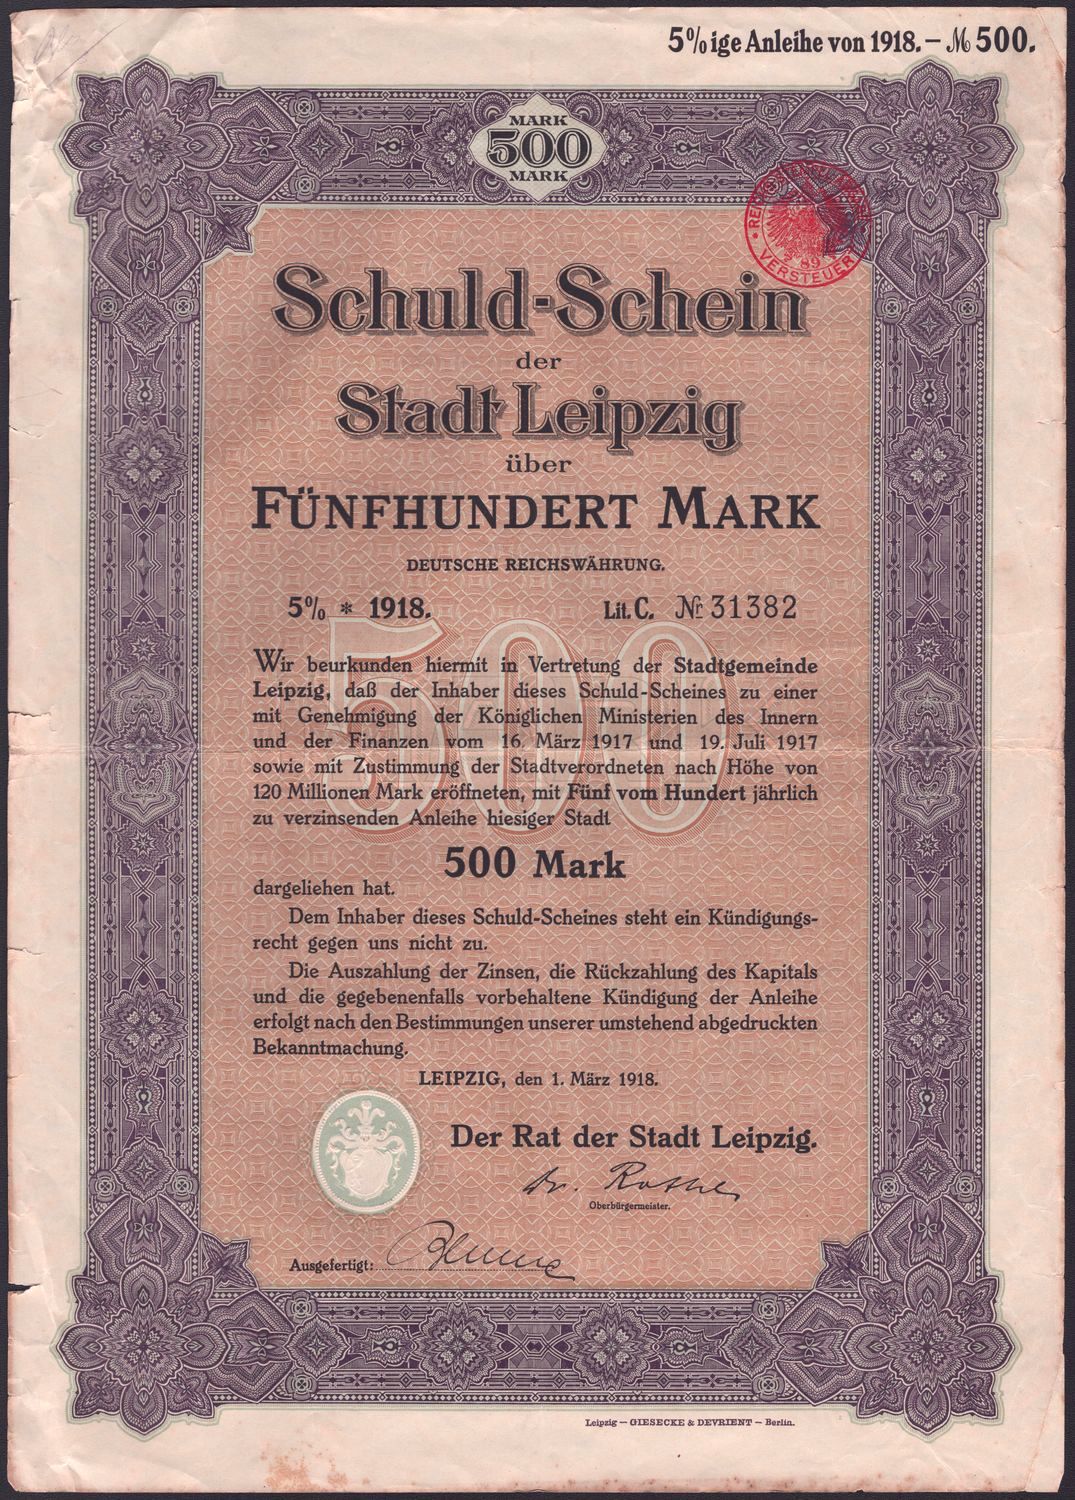 5% ige Anleihe von 1918. – ℳ 500.
MARK
500
MARK
VERSTEUERT
89
Schuld-Schein
der
Stadt Leipzig
über
FÜNFHUNDERT MARK
DEUTSCHE REICHSWÄHRUNG.
5% * 1918. Lit. C. Nr. 31382
500
Wir beurkunden hiermit in Vertretung der Stadtgemeinde
Leipzig, daß der Inhaber dieses Schuld-Scheines zu einer
mit Genehmigung der Königlichen Ministerien des Innern
und der Finanzen vom 16. März 1917 und 19. Juli 1917
sowie mit Zustimmung der Stadtverordneten nach Höhe von
120 Millionen Mark eröffneten, mit Fünf vom Hundert jährlich
zu verzinsenden Anleihe hiesiger Stadt
500 Mark
dargeliehen hat.
Dem Inhaber dieses Schuld-Scheines steht ein Kündigungs-
recht gegen uns nicht zu.
Die Auszahlung der Zinsen, die Rückzahlung des Kapitals
und die gegebenenfalls vorbehaltene Kündigung der Anleihe
erfolgt nach den Bestimmungen unserer umstehend abgedruckten
Bekanntmachung.
LEIPZIG, den 1. März 1918.
Der Rat der Stadt Leipzig.
Dr. Rothe
Oberbürgermeister.
Ausgefertigt:
Leipzig – GIESECKE & DEVRIENT – Berlin.